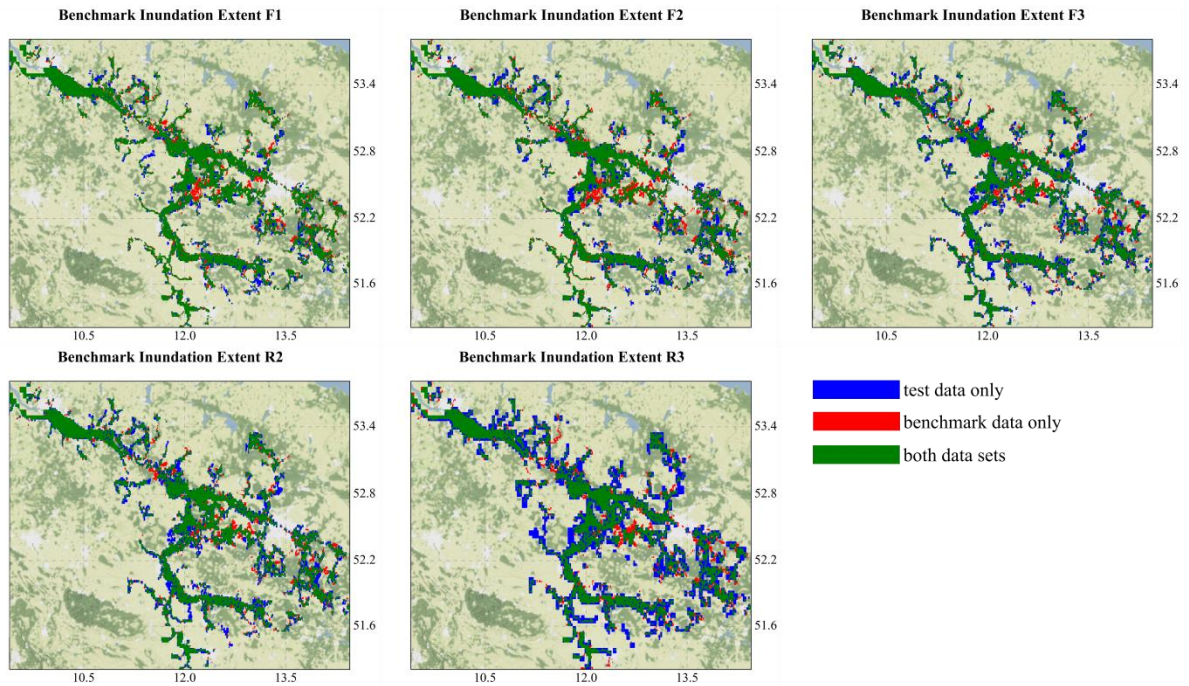 Benchmark Inundation Extent F1
Benchmark Inundation Extent F2
Benchmark Inundation Extent F3
53.4
53.4
53.4
52.8
52.8
52.8
52.2
52.2
52.2
51.6
51.6
51.6
10.5 12.0 13.5
10.5 12.0 13.5
10.5 12.0 13.5
Benchmark Inundation Extent R2
Benchmark Inundation Extent R3
53.4
53.4
52.8
52.8
52.2
52.2
51.6
51.6
10.5 12.0 13.5
10.5 12.0 13.5
test data only
benchmark data only
both data sets